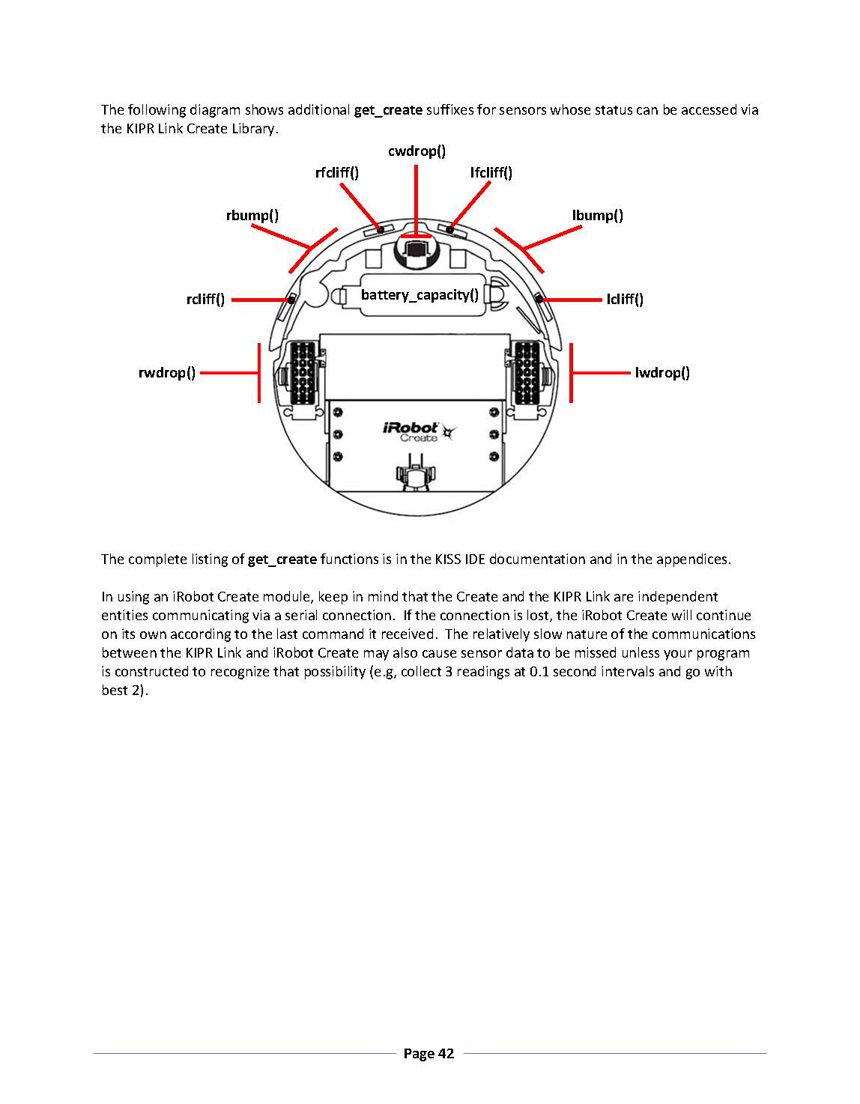 The following diagram shows additional get_create suffixes for sensors whose status can be accessed via
the KIPR Link Create Library.
cwdrop()
rfcliff()
lfcliff()
rbump()
lbump()
rcliff()
battery_capacity()
lcliff()
rwdrop()
lwdrop()
iRobot
Create
The complete listing of get_create functions is in the KISS IDE documentation and in the appendices.
In using an iRobot Create module, keep in mind that the Create and the KIPR Link are independent
entities communicating via a serial connection.  If the connection is lost, the iRobot Create will continue
on its own according to the last command it received.  The relatively slow nature of the communications
between the KIPR Link and iRobot Create may also cause sensor data to be missed unless your program
is constructed to recognize that possibility (e.g, collect 3 readings at 0.1 second intervals and go with
best 2).
Page 42